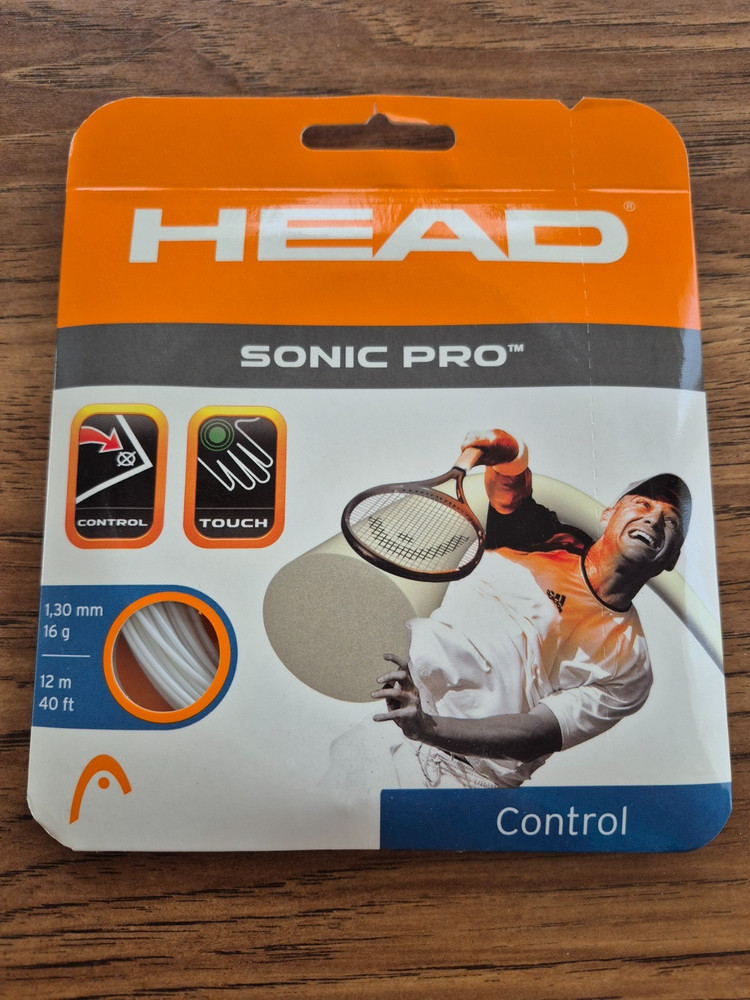 HEAD®
SONIC PRO™
CONTROL
TOUCH
1,30 mm
16 g
12 m
40 ft
Control